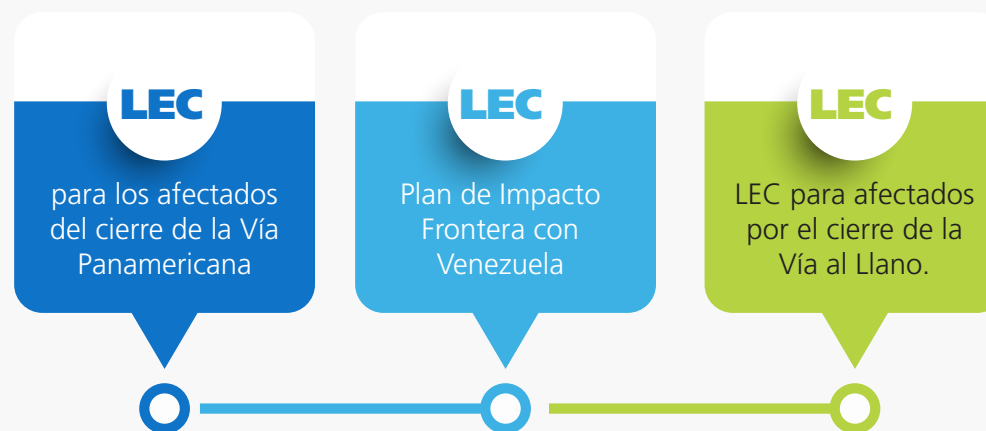 LEC
para los afectados
del cierre de la Vía
Panamericana
LEC
Plan de Impacto
Frontera con
Venezuela
LEC
LEC para afectados
por el cierre de la
Vía al Llano.